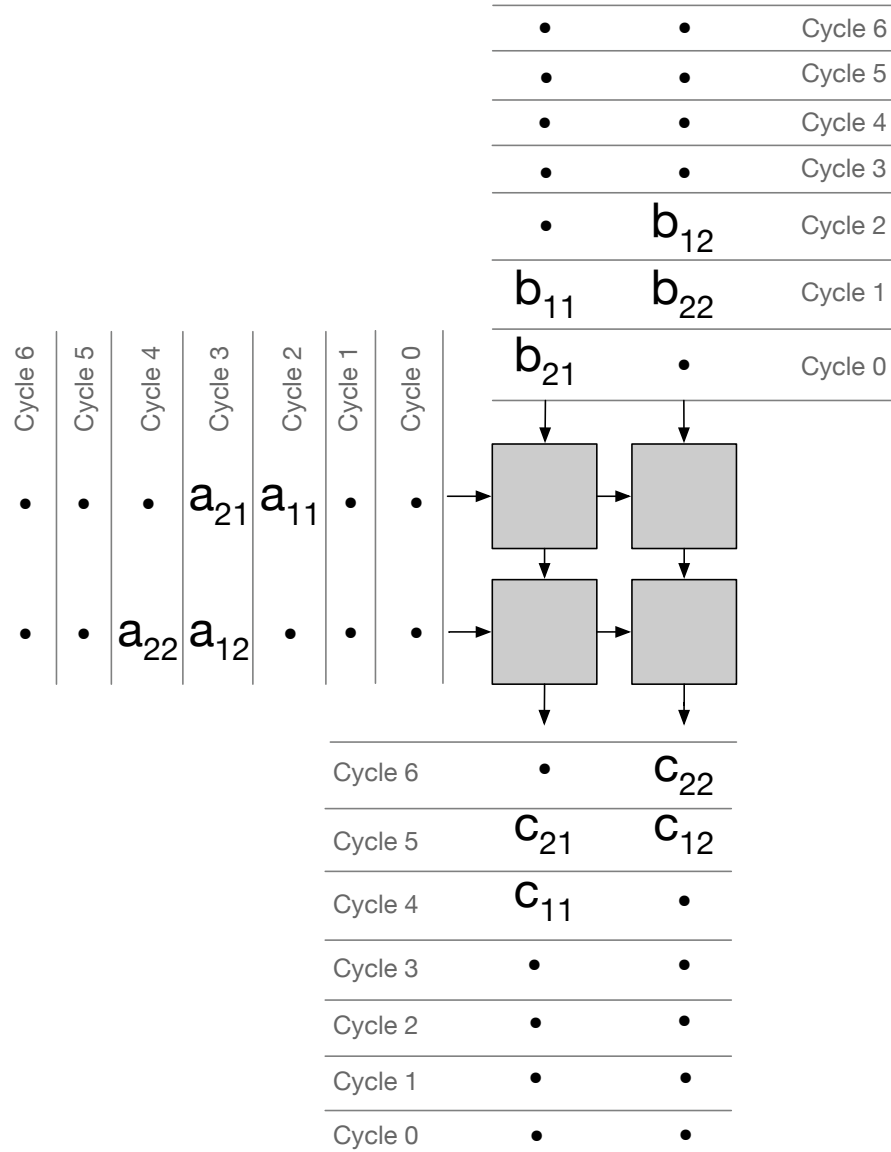 • • Cycle 6
• • Cycle 5
• • Cycle 4
• • Cycle 3
• b₁₂ Cycle 2
b₁₁ b₂₂ Cycle 1
b₂₁ • Cycle 0
Cycle 6 Cycle 5 Cycle 4 Cycle 3 Cycle 2 Cycle 1 Cycle 0
• • • a₂₁ a₁₁ • •
• • a₂₂ a₁₂ • • •
Cycle 6 • c₂₂
Cycle 5 c₂₁ c₁₂
Cycle 4 c₁₁ •
Cycle 3 • •
Cycle 2 • •
Cycle 1 • •
Cycle 0 • •